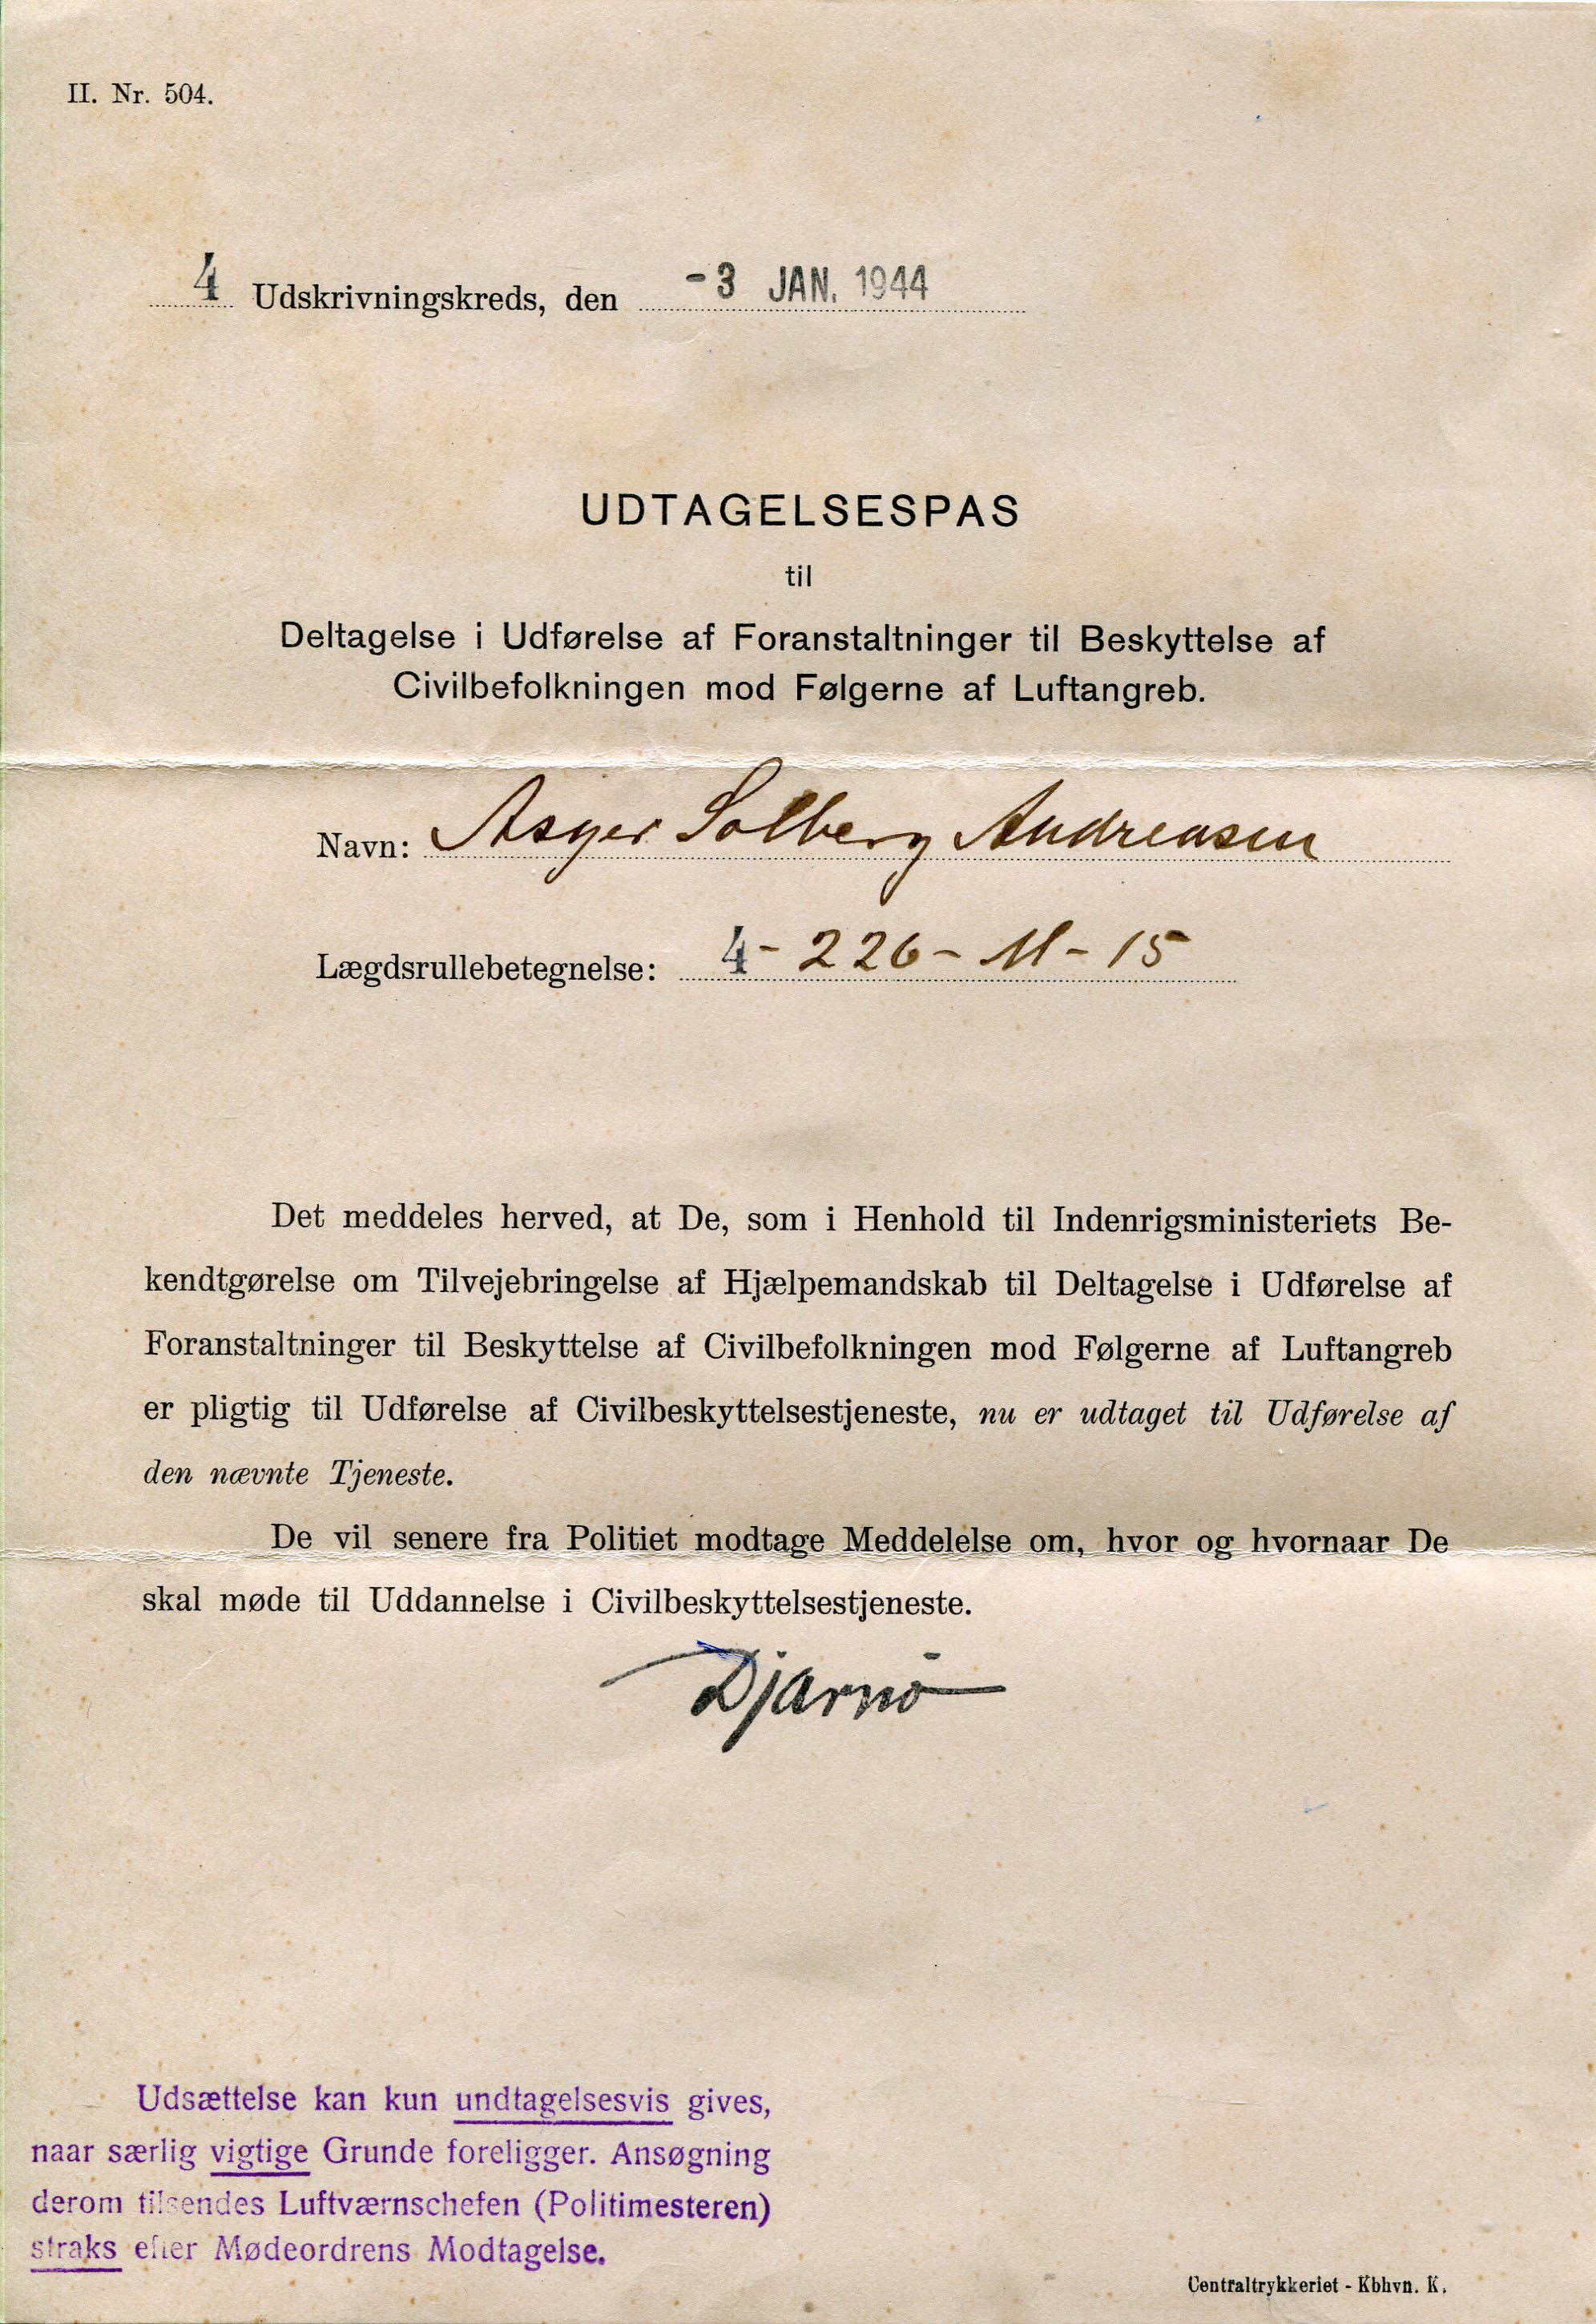 II. Nr. 504.
4 Udskrivningskreds, den -3 JAN. 1944
UDTAGELSESPAS
til
Deltagelse i Udførelse af Foranstaltninger til Beskyttelse af
Civilbefolkningen mod Følgerne af Luftangreb.
Navn: Asger Solberg Andreasen
Lægdsrullebetegnelse: 4 - 226 - M - 15
Det meddeles herved, at De, som i Henhold til Indenrigsministeriets Be-
kendtgørelse om Tilvejebringelse af Hjælpemandskab til Deltagelse i Udførelse af
Foranstaltninger til Beskyttelse af Civilbefolkningen mod Følgerne af Luftangreb
er pligtig til Udførelse af Civilbeskyttelsestjeneste, nu er udtaget til Udførelse af
den nævnte Tjeneste.
De vil senere fra Politiet modtage Meddelelse om, hvor og hvornaar De
skal møde til Uddannelse i Civilbeskyttelsestjeneste.
Djarnø
Udsættelse kan kun undtagelsesvis gives,
naar særlig vigtige Grunde foreligger. Ansøgning
derom tilsendes Luftværnschefen (Politimesteren)
straks efter Mødeordrens Modtagelse.
Centraltrykkeriet - Kbhvn. K.